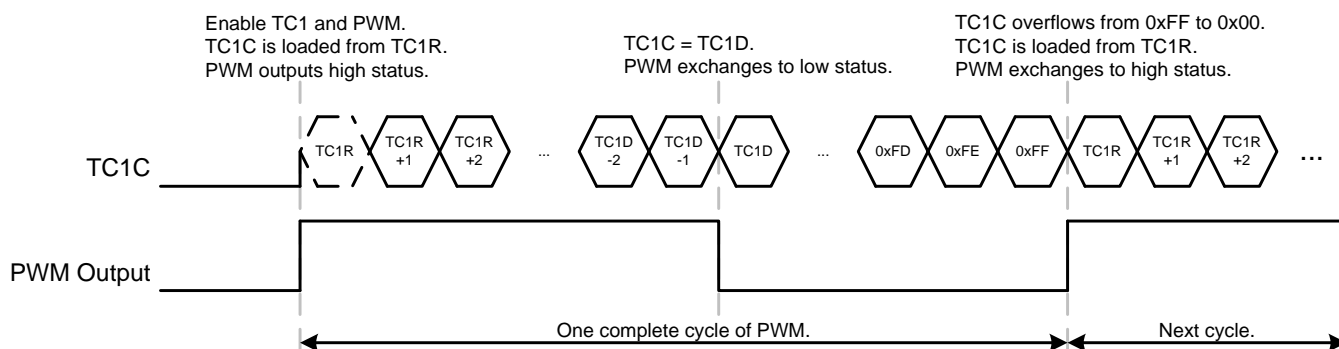 Enable TC1 and PWM.
TC1C is loaded from TC1R.
PWM outputs high status.
TC1C = TC1D.
PWM exchanges to low status.
TC1C overflows from 0xFF to 0x00.
TC1C is loaded from TC1R.
PWM exchanges to high status.
TC1C
TC1R
TC1R
+1
TC1R
+2
...
TC1D
-2
TC1D
-1
TC1D
...
0xFD
0xFE
0xFF
TC1R
TC1R
+1
TC1R
+2
...
PWM Output
One complete cycle of PWM.
Next cycle.